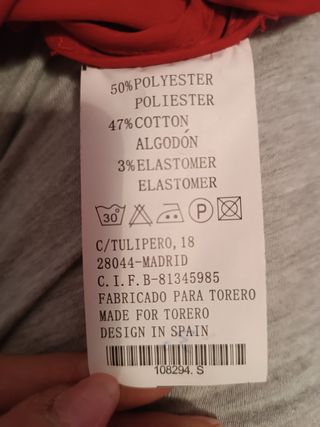 50%POLYESTER
POLIESTER
47%COTTON
ALGODÓN
3%ELASTOMER
ELASTOMER
30°
P
C/TULIPERO,18
28044-MADRID
C.I.F.B-81345985
FABRICADO PARA TORERO
MADE FOR TORERO
DESIGN IN SPAIN
108294. S